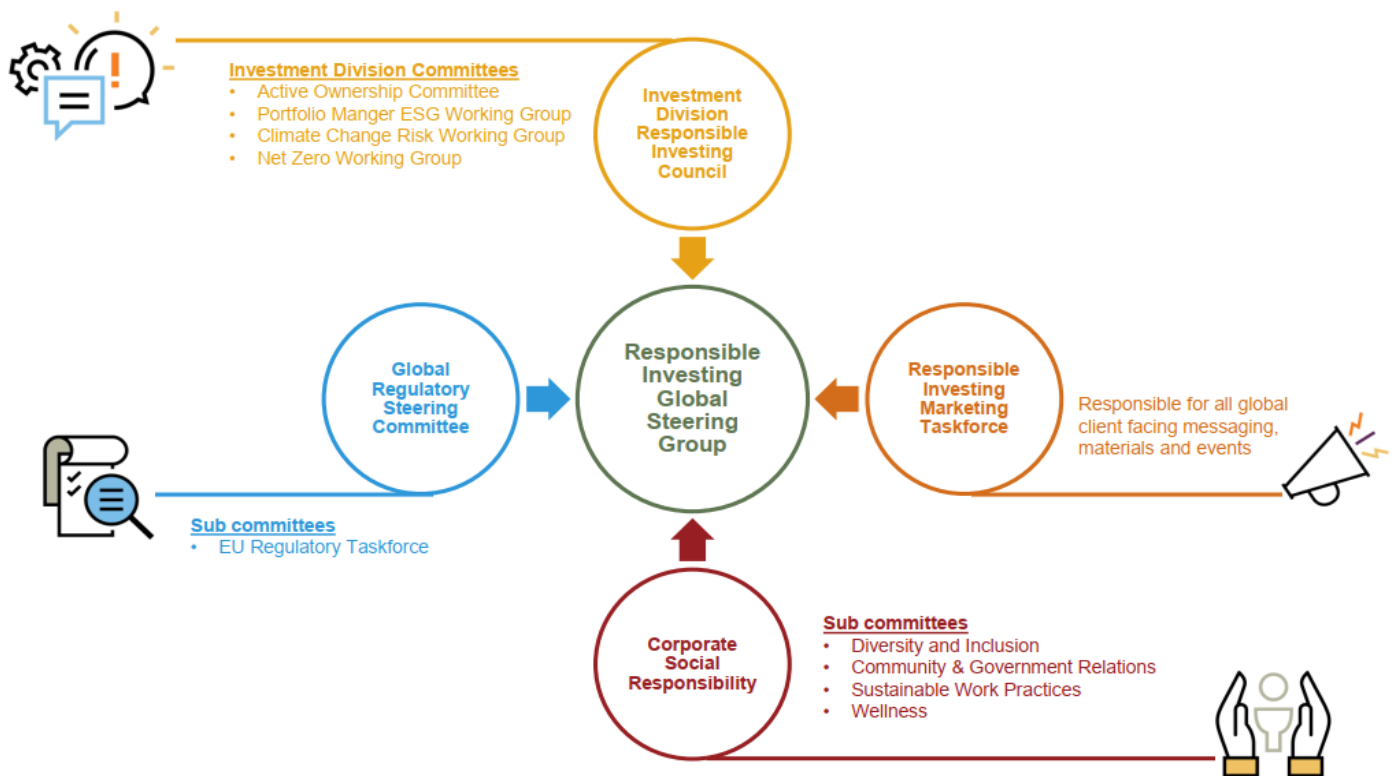 Investment Division Committees
• Active Ownership Committee
• Portfolio Manger ESG Working Group
• Climate Change Risk Working Group
• Net Zero Working Group
Investment
Division
Responsible
Investing
Council
Global
Regulatory
Steering
Committee
Responsible
Investing
Global
Steering
Group
Responsible
Investing
Marketing
Taskforce
Responsible for all global
client facing messaging,
materials and events
Sub committees
• EU Regulatory Taskforce
Corporate
Social
Responsibility
Sub committees
• Diversity and Inclusion
• Community & Government Relations
• Sustainable Work Practices
• Wellness